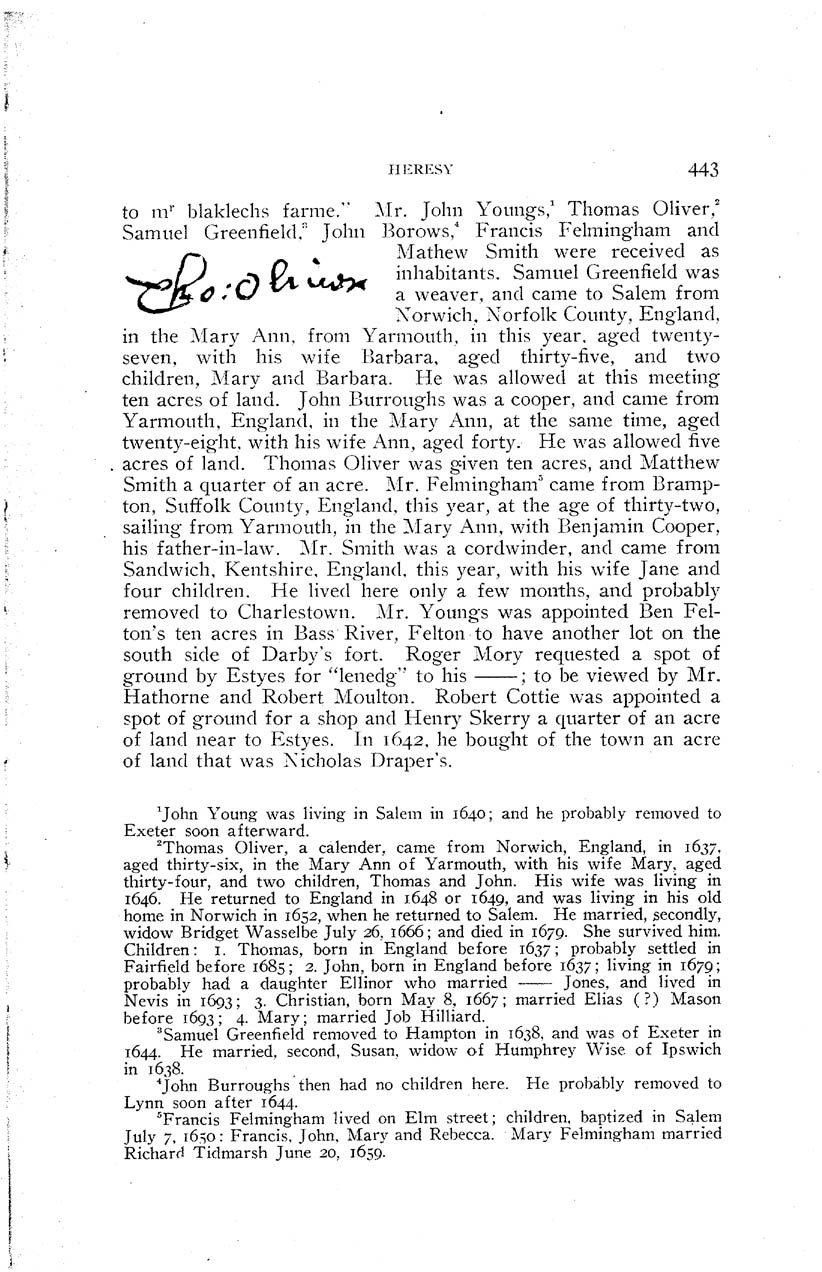 HERESY 443
to mʳ blaklechs farme." Mr. John Youngs,¹ Thomas Oliver,²
Samuel Greenfield,³ John Borows,⁴ Francis Felmingham and
Mathew Smith were received as
inhabitants. Samuel Greenfield was
a weaver, and came to Salem from
Norwich, Norfolk County, England,
Tho: Oliver
in the Mary Ann, from Yarmouth, in this year, aged twenty-
seven, with his wife Barbara, aged thirty-five, and two
children, Mary and Barbara. He was allowed at this meeting
ten acres of land. John Burroughs was a cooper, and came from
Yarmouth, England, in the Mary Ann, at the same time, aged
twenty-eight, with his wife Ann, aged forty. He was allowed five
acres of land. Thomas Oliver was given ten acres, and Matthew
Smith a quarter of an acre. Mr. Felmingham⁵ came from Bramp-
ton, Suffolk County, England, this year, at the age of thirty-two,
sailing from Yarmouth, in the Mary Ann, with Benjamin Cooper,
his father-in-law. Mr. Smith was a cordwinder, and came from
Sandwich, Kentshire, England, this year, with his wife Jane and
four children. He lived here only a few months, and probably
removed to Charlestown. Mr. Youngs was appointed Ben Fel-
ton's ten acres in Bass River, Felton to have another lot on the
south side of Darby's fort. Roger Mory requested a spot of
ground by Estyes for "lenedg" to his ——; to be viewed by Mr.
Hathorne and Robert Moulton. Robert Cottie was appointed a
spot of ground for a shop and Henry Skerry a quarter of an acre
of land near to Estyes. In 1642, he bought of the town an acre
of land that was Nicholas Draper's.
¹John Young was living in Salem in 1640; and he probably removed to
Exeter soon afterward.
²Thomas Oliver, a calender, came from Norwich, England, in 1637,
aged thirty-six, in the Mary Ann of Yarmouth, with his wife Mary, aged
thirty-four, and two children, Thomas and John. His wife was living in
1646. He returned to England in 1648 or 1649, and was living in his old
home in Norwich in 1652, when he returned to Salem. He married, secondly,
widow Bridget Wasselbe July 26, 1666; and died in 1679. She survived him.
Children: 1. Thomas, born in England before 1637; probably settled in
Fairfield before 1685; 2. John, born in England before 1637; living in 1679;
probably had a daughter Ellinor who married —— Jones, and lived in
Nevis in 1693; 3. Christian, born May 8, 1667; married Elias (?) Mason
before 1693; 4. Mary; married Job Hilliard.
³Samuel Greenfield removed to Hampton in 1638, and was of Exeter in
1644. He married, second, Susan, widow of Humphrey Wise of Ipswich
in 1638.
⁴John Burroughs then had no children here. He probably removed to
Lynn soon after 1644.
⁵Francis Felmingham lived on Elm street; children, baptized in Salem
July 7, 1650: Francis, John, Mary and Rebecca. Mary Felmingham married
Richard Tidmarsh June 20, 1659.